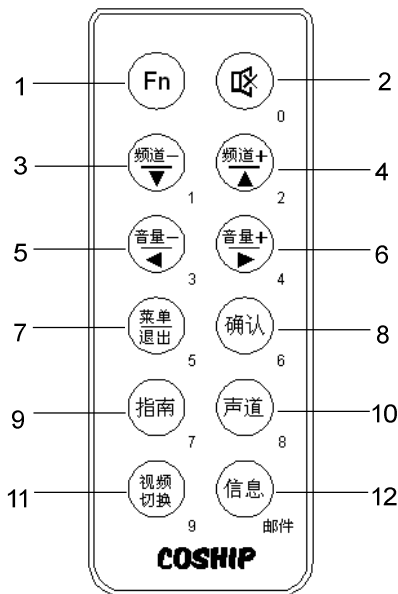 1 Fn 2
0
3 频道- 频道+ 4
1 2
5 音量- 音量+ 6
3 4
7 菜单 确认 8
退出
5 6
9 指南 声道 10
7 8
11 视频 信息 12
切换
9 邮件
COSHIP